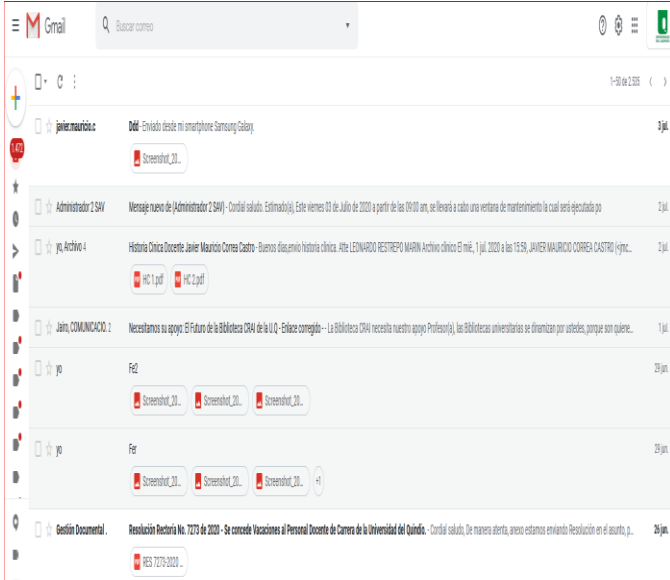 Gmail
Buscar correo
1–50 de 2.535
1.472
javier.mauricio.c
Ddd - Enviado desde mi smartphone Samsung Galaxy.
3 jul.
Screenshot_20...
Administrador 2 SAV
Mensaje nuevo de (Administrador 2 SAV) - Cordial saludo. Estimado(a), Este viernes 03 de Julio de 2020 a partir de las 09:00 am, se llevará a cabo una ventana de mantenimiento la cual será ejecutada po
2 jul.
yo, Archivo 4
Historia Clinica Docente Javier Mauricio Correa Castro - Buenos dias,envio historia clinica. Atte LEONARDO RESTREPO MARIN Archivo clinico El mié., 1 jul. 2020 a las 15:59, JAVIER MAURICIO CORREA CASTRO (<jmc...
2 jul.
HC 1.pdf
HC 2.pdf
Jairo, COMUNICACIO. 2
Necesitamos su apoyo: El Futuro de la Biblioteca CRAI de la U.Q - Enlace corregido - - La Biblioteca CRAI necesita nuestro apoyo Profesor(a), las Bibliotecas universitarias se dinamizan por ustedes, porque son quiene...
1 jul.
yo
Fe2
29 jun.
Screenshot_20...
Screenshot_20...
Screenshot_20...
yo
Fer
29 jun.
Screenshot_20...
Screenshot_20...
Screenshot_20...
+1
Gestión Documental .
Resolución Rectoría No. 7273 de 2020 - Se concede Vacaciones al Personal Docente de Carrera de la Universidad del Quindío. - Cordial saludo, De manera atenta, anexo estamos enviando Resolución en el asunto, p...
26 jun.
RES 7273-2020 ...